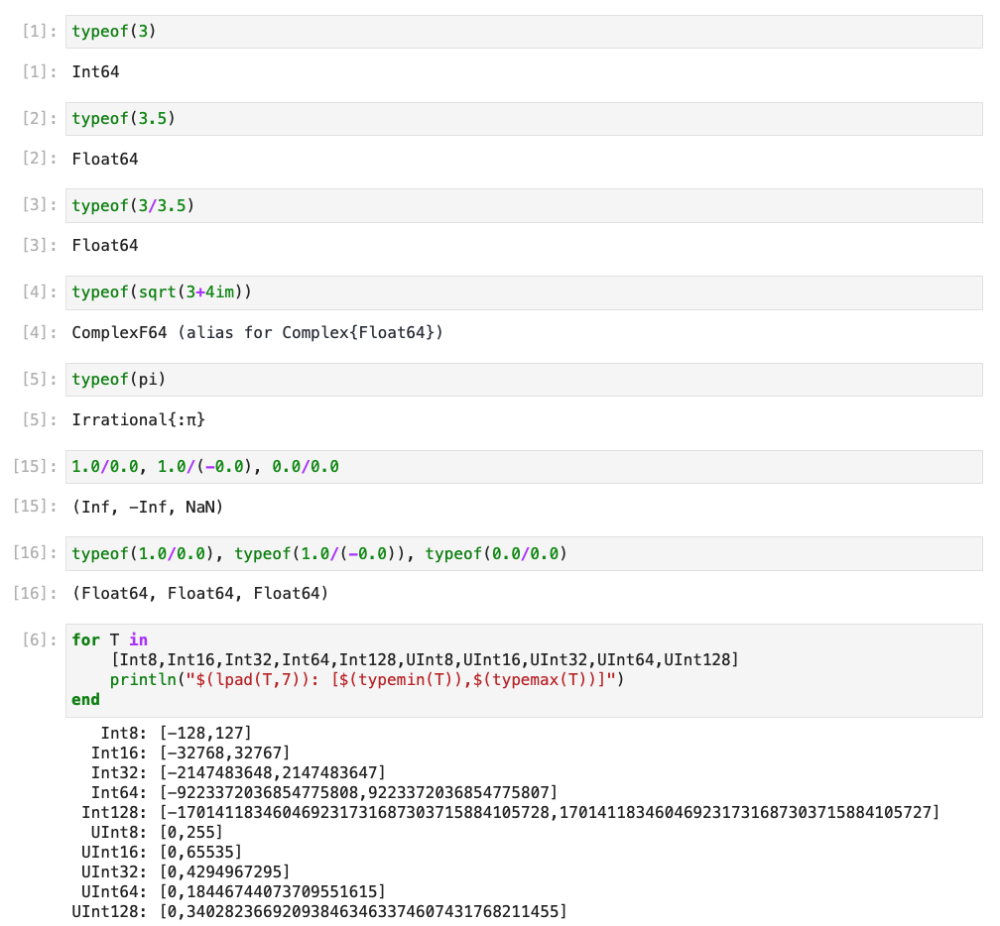 [1]: typeof(3)
[1]: Int64
[2]: typeof(3.5)
[2]: Float64
[3]: typeof(3/3.5)
[3]: Float64
[4]: typeof(sqrt(3+4im))
[4]: ComplexF64 (alias for Complex{Float64})
[5]: typeof(pi)
[5]: Irrational{:π}
[15]: 1.0/0.0, 1.0/(-0.0), 0.0/0.0
[15]: (Inf, -Inf, NaN)
[16]: typeof(1.0/0.0), typeof(1.0/(-0.0)), typeof(0.0/0.0)
[16]: (Float64, Float64, Float64)
[6]: for T in
    [Int8,Int16,Int32,Int64,Int128,UInt8,UInt16,UInt32,UInt64,UInt128]
    println("$(lpad(T,7)): [$(typemin(T)),$(typemax(T))]")
end
   Int8: [-128,127]
  Int16: [-32768,32767]
  Int32: [-2147483648,2147483647]
  Int64: [-9223372036854775808,9223372036854775807]
 Int128: [-170141183460469231731687303715884105728,170141183460469231731687303715884105727]
  UInt8: [0,255]
 UInt16: [0,65535]
 UInt32: [0,4294967295]
 UInt64: [0,18446744073709551615]
UInt128: [0,340282366920938463463374607431768211455]